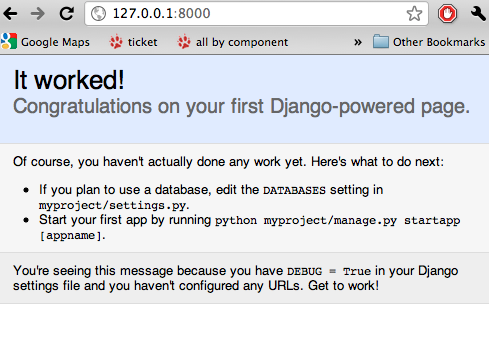 127.0.0.1:8000
Google Maps ticket all by component » Other Bookmarks
It worked!
Congratulations on your first Django-powered page.
Of course, you haven't actually done any work yet. Here's what to do next:
• If you plan to use a database, edit the DATABASES setting in
myproject/settings.py.
• Start your first app by running python myproject/manage.py startapp
[appname].
You're seeing this message because you have DEBUG = True in your Django
settings file and you haven't configured any URLs. Get to work!